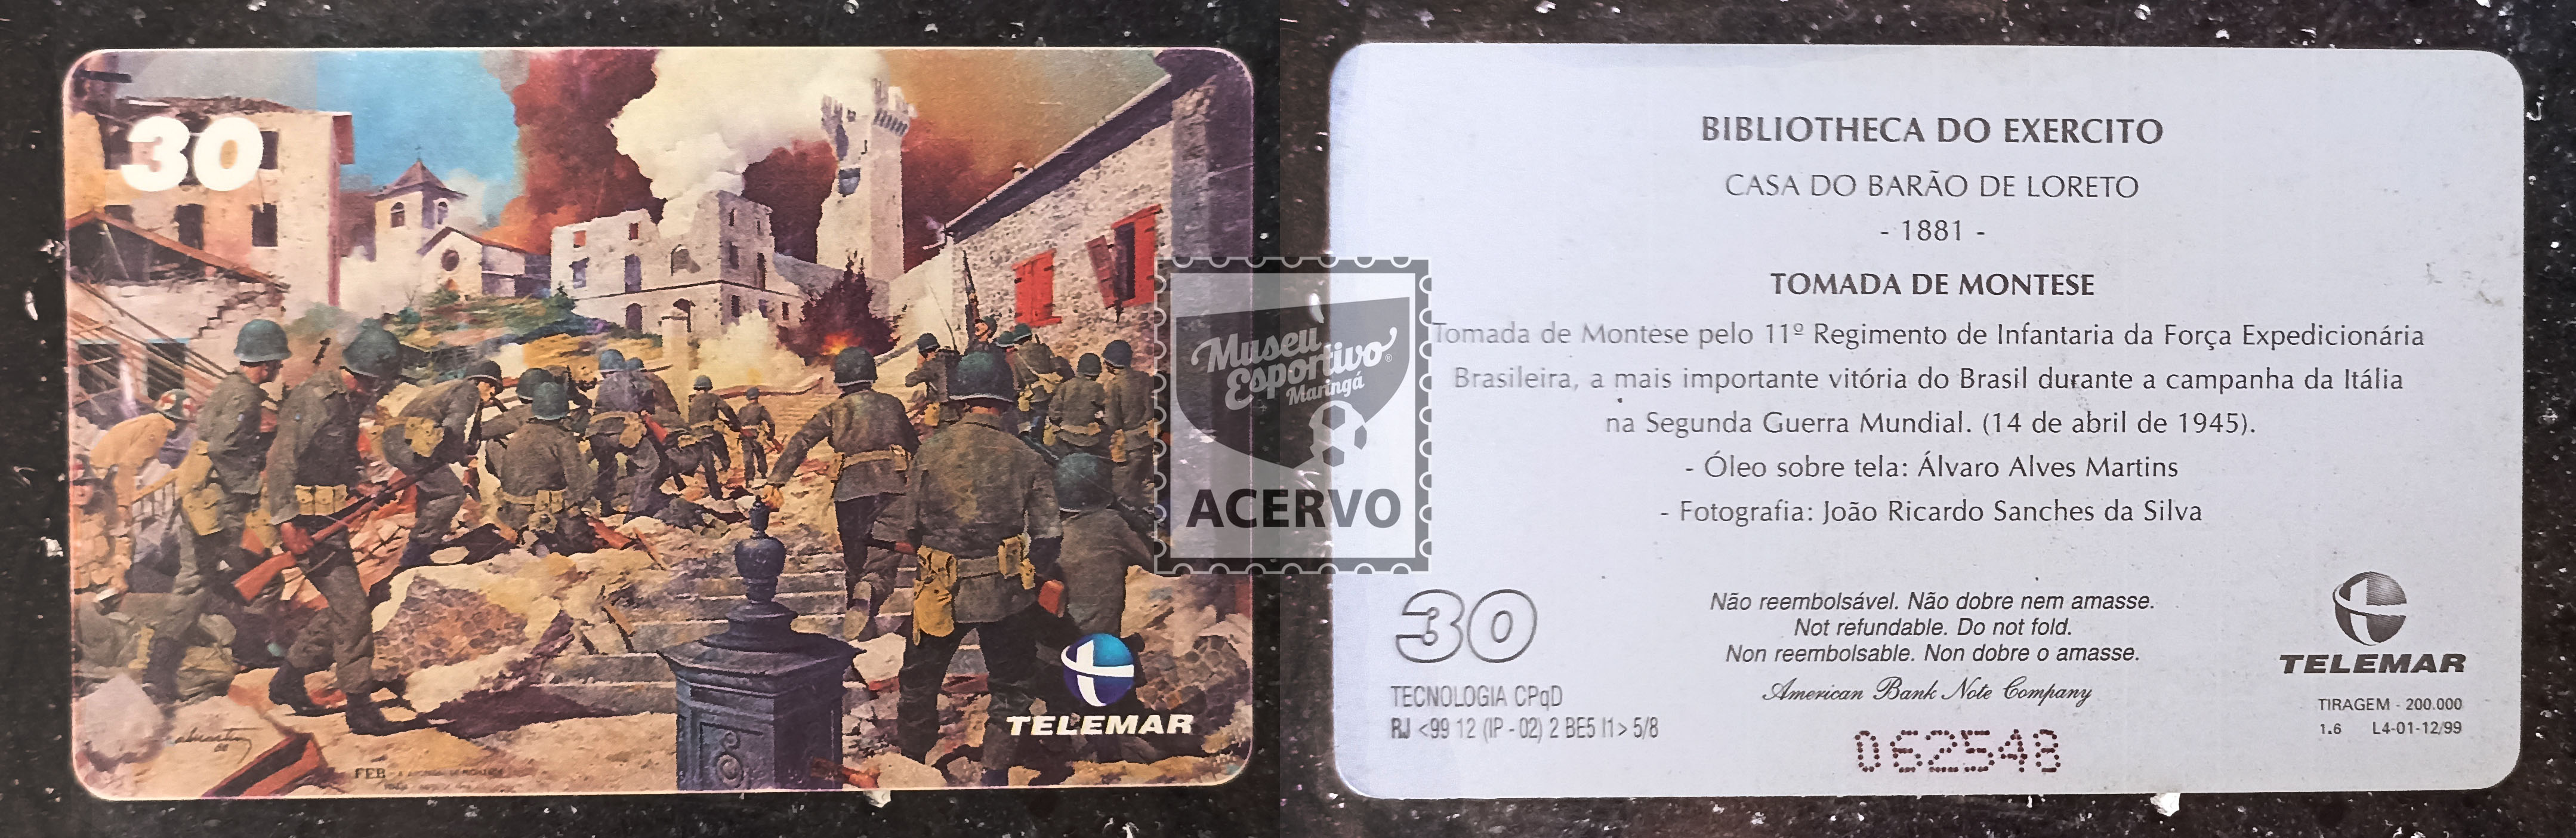 30
TELEMAR
FEB
Museu
Esportivo®
Maringá
ACERVO
BIBLIOTHECA DO EXERCITO
CASA DO BARÃO DE LORETO
- 1881 -
TOMADA DE MONTESE
Tomada de Montese pelo 11º Regimento de Infantaria da Força Expedicionária
Brasileira, a mais importante vitória do Brasil durante a campanha da Itália
na Segunda Guerra Mundial. (14 de abril de 1945).
- Óleo sobre tela: Álvaro Alves Martins
- Fotografia: João Ricardo Sanches da Silva
30
Não reembolsável. Não dobre nem amasse.
Not refundable. Do not fold.
Non reembolsable. Non dobre o amasse.
American Bank Note Company
TECNOLOGIA CPqD
RJ <99 12 (IP - 02) 2 BE5 I1> 5/8
062548
TELEMAR
TIRAGEM - 200.000
1.6 L4-01-12/99